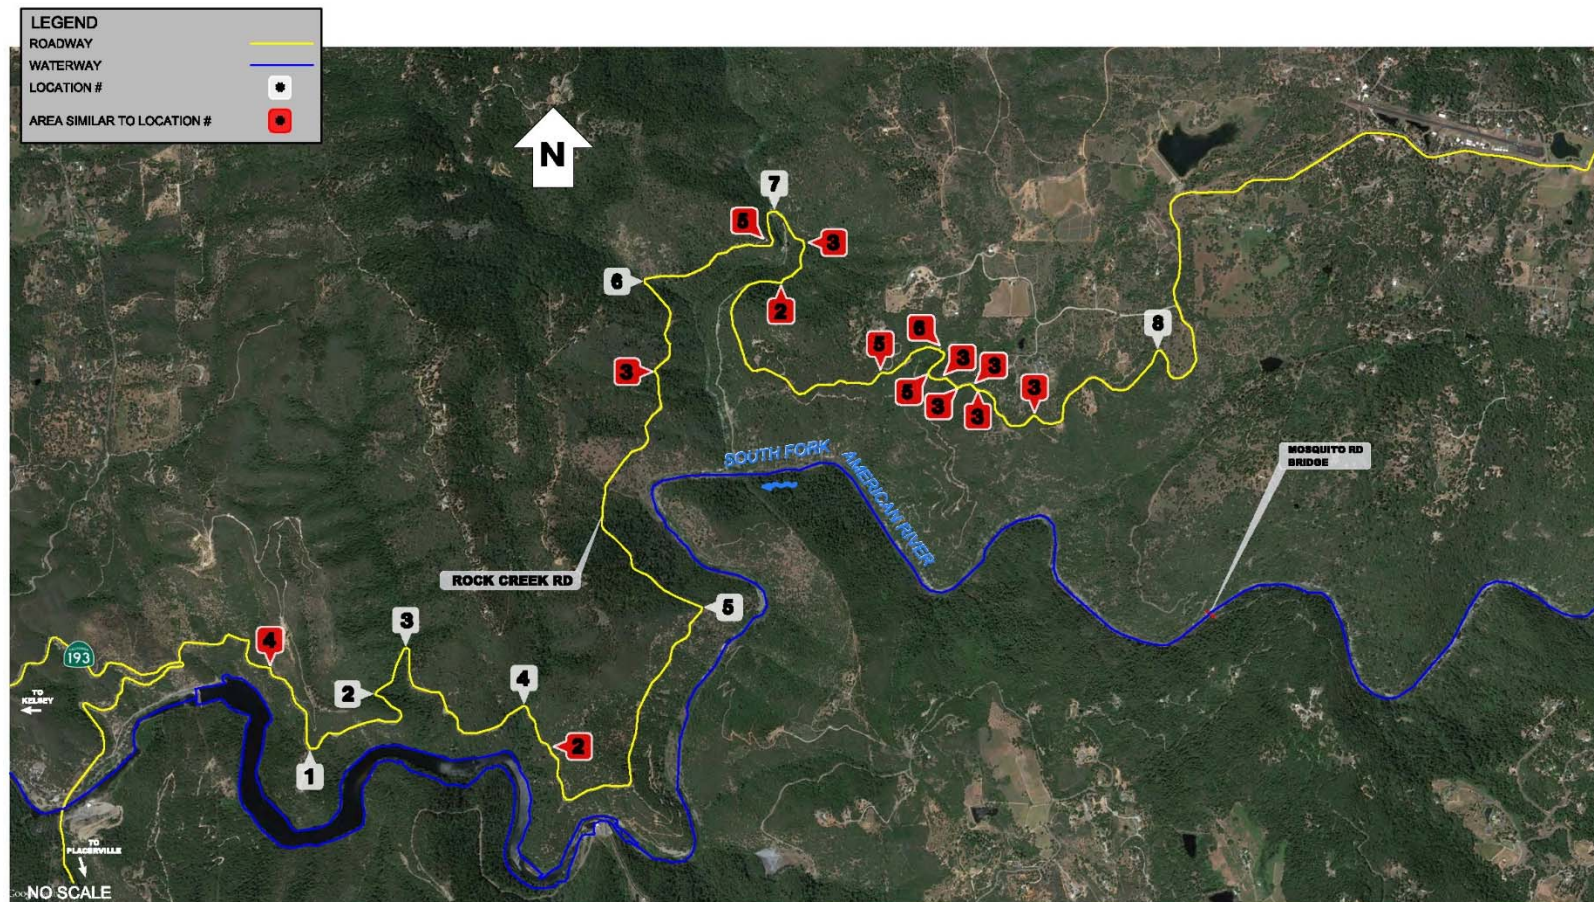 LEGEND
ROADWAY
WATERWAY
LOCATION #
AREA SIMILAR TO LOCATION #
N
7
5
3
6
2
8
6
5
3
3
3
5
3
3
3
SOUTH FORK
AMERICAN RIVER
MOSQUITO RD
BRIDGE
ROCK CREEK RD
5
3
4
193
4
2
TO
KELSEY
2
1
TO
PLACERVILLE
NO SCALE